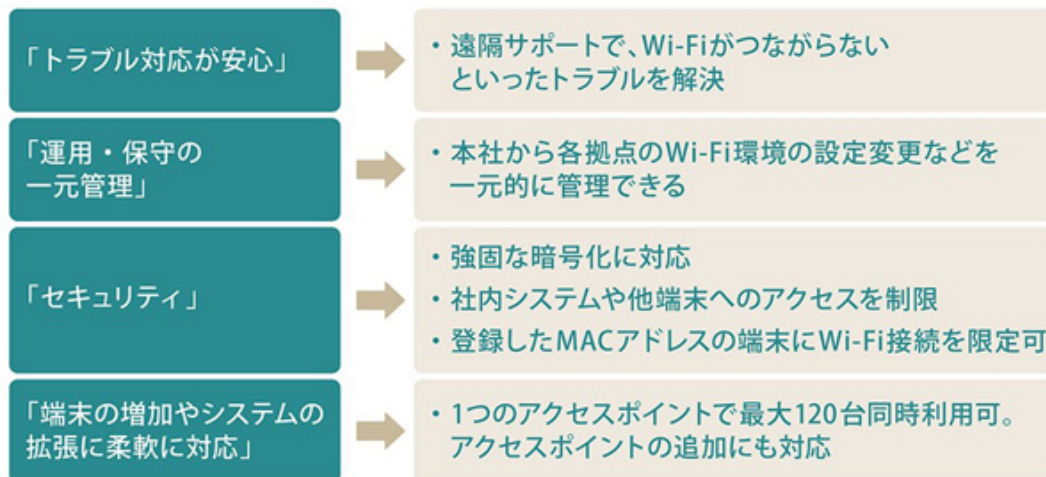 「トラブル対応が安心」
・遠隔サポートで、Wi-Fiがつながらない
といったトラブルを解決
「運用・保守の
一元管理」
・本社から各拠点のWi-Fi環境の設定変更などを
一元的に管理できる
「セキュリティ」
・強固な暗号化に対応
・社内システムや他端末へのアクセスを制限
・登録したMACアドレスの端末にWi-Fi接続を限定可
「端末の増加やシステムの
拡張に柔軟に対応」
・1つのアクセスポイントで最大120台同時利用可。
アクセスポイントの追加にも対応